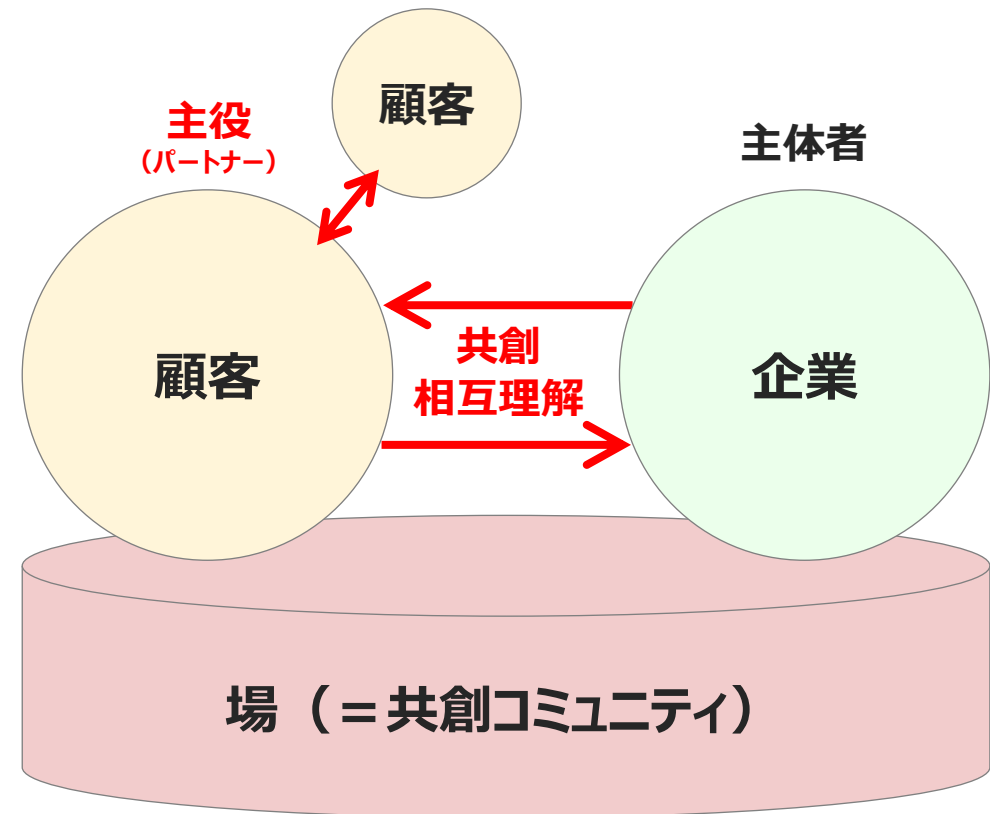 顧客
主役
（パートナー）
主体者
共創
相互理解
顧客
企業
場（＝共創コミュニティ）